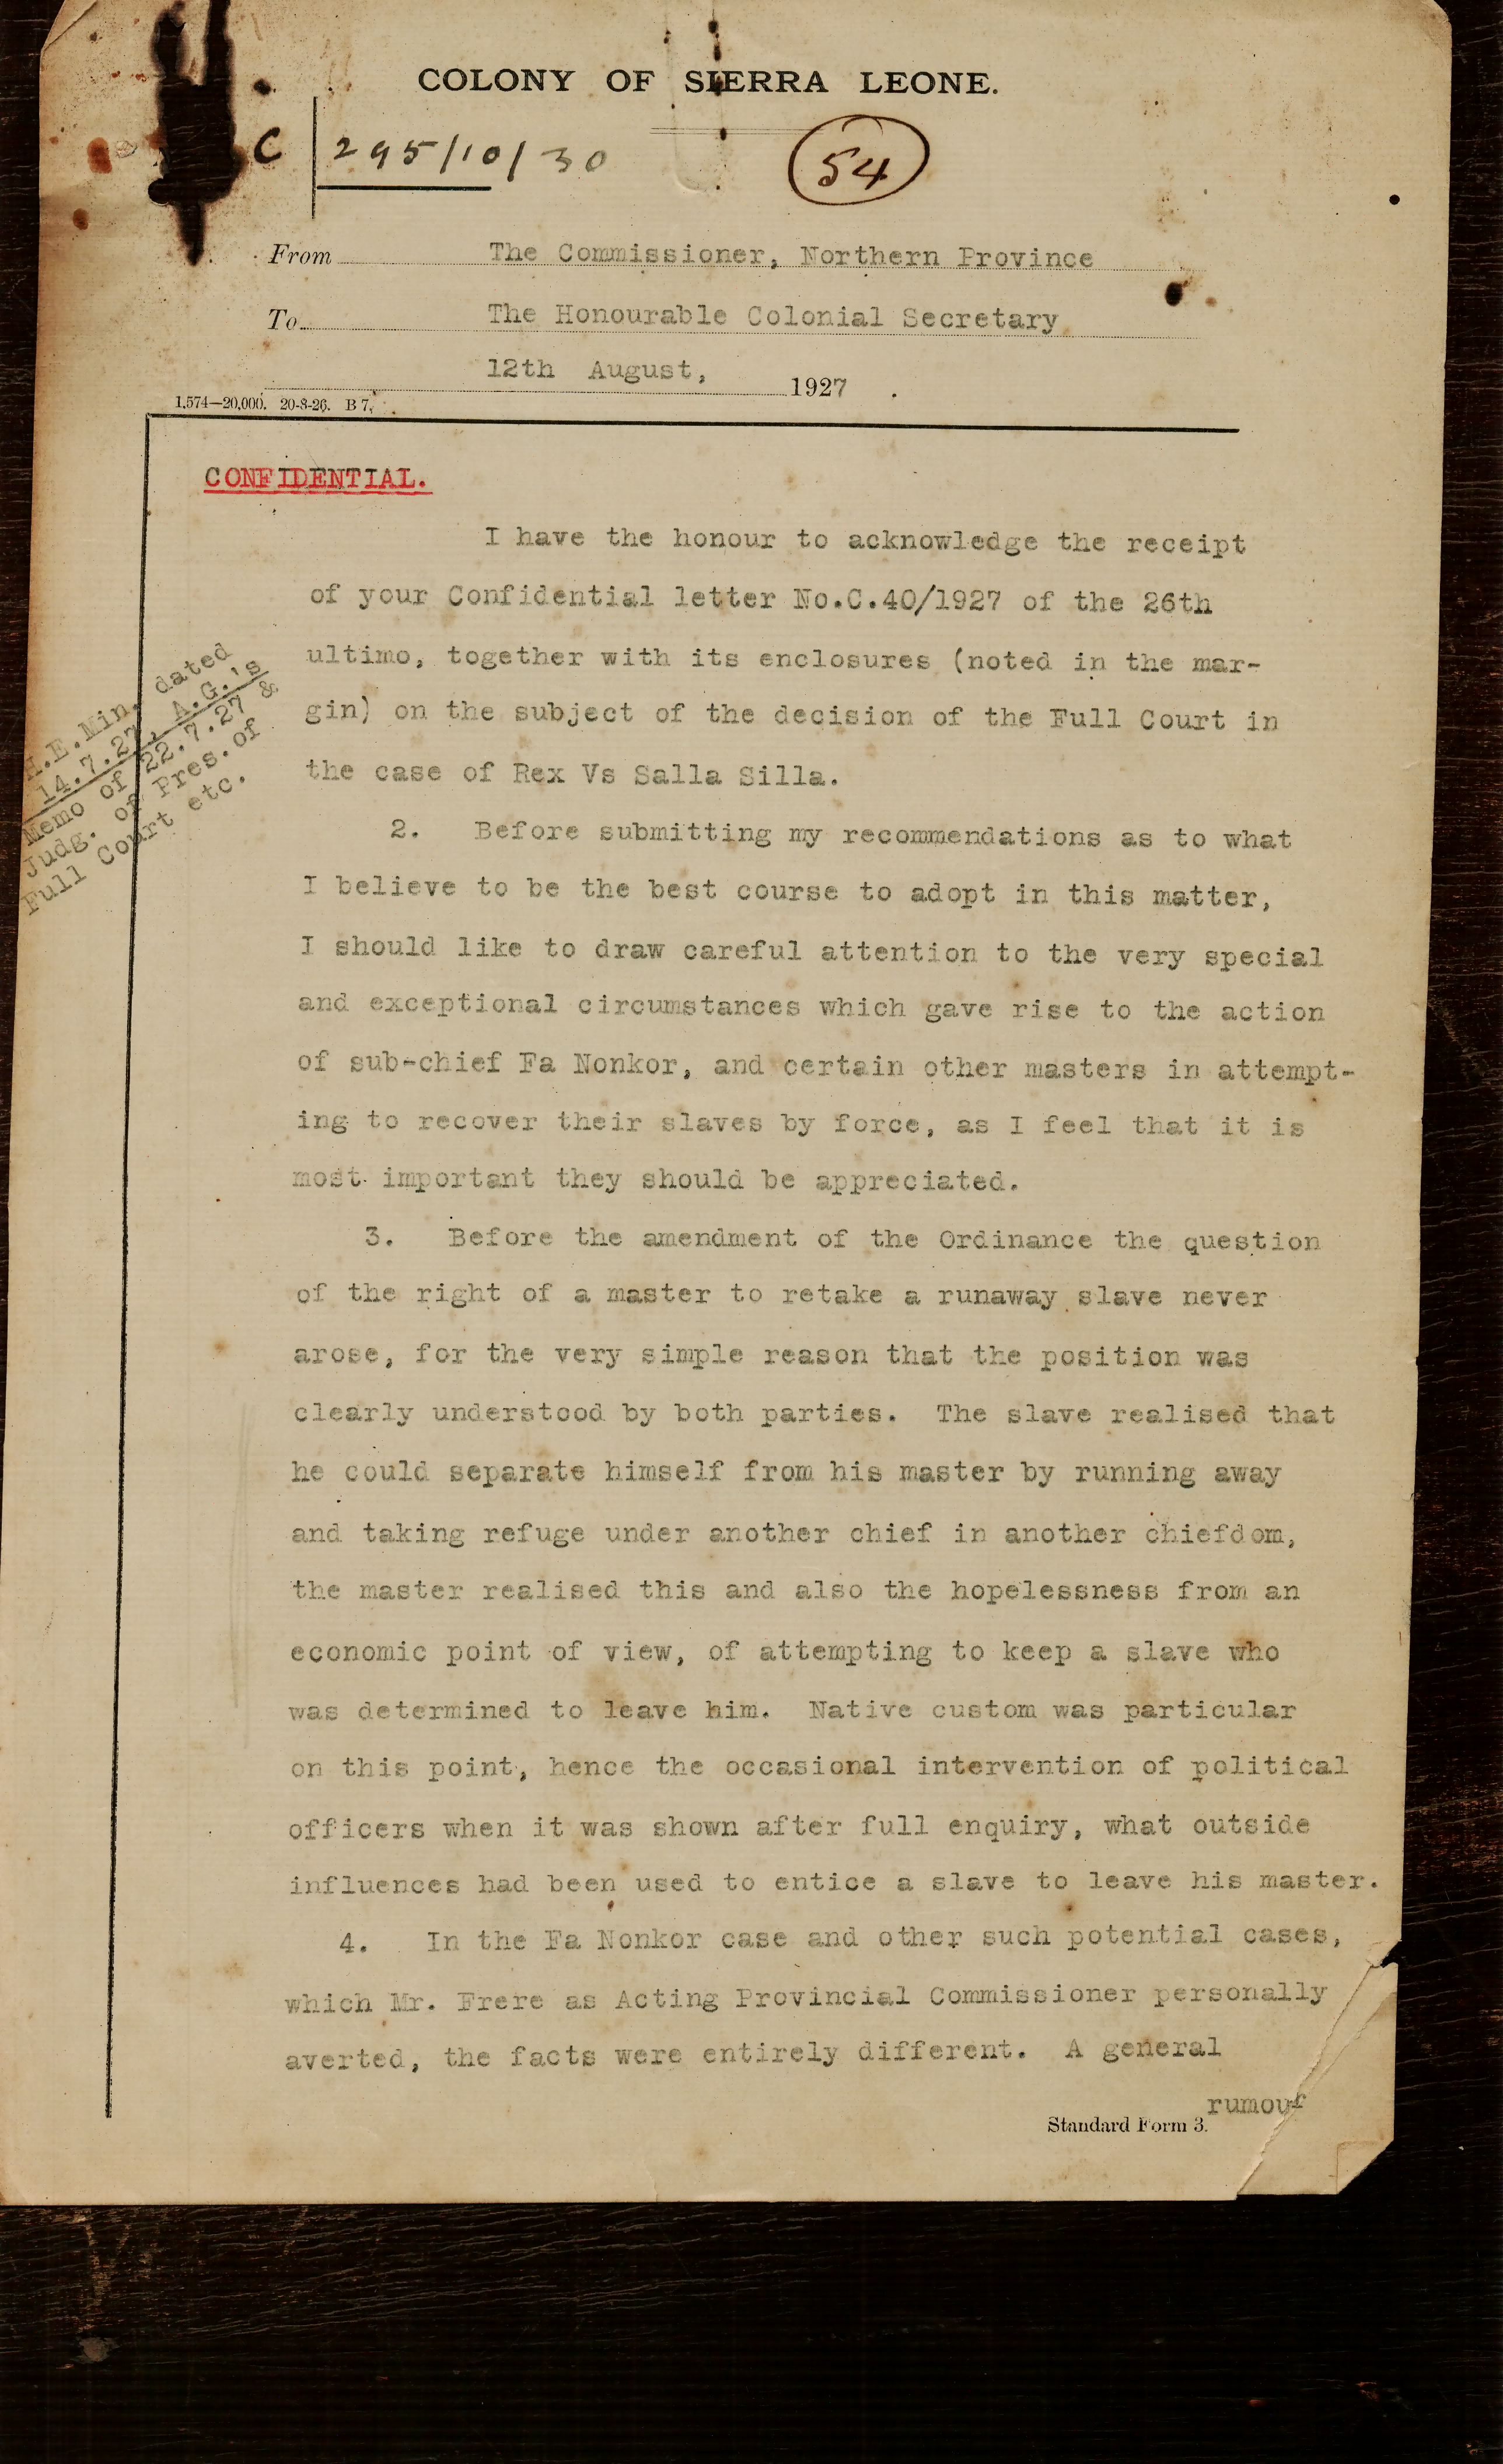 COLONY OF SIERRA LEONE.
C 295/10/30
54
From The Commissioner, Northern Province
To The Honourable Colonial Secretary
12th August, 1927.
1,574—20,000. 20-8-26. B 7.
CONFIDENTIAL.
I have the honour to acknowledge the receipt
of your Confidential letter No.C.40/1927 of the 26th
ultimo, together with its enclosures (noted in the mar-
gin) on the subject of the decision of the Full Court in
the case of Rex Vs Salla Silla.
H.E.Min. dated
14.7.27, A.G.'s
Memo of 22.7.27 &
Judg. of Pres.of
Full Court etc.
2. Before submitting my recommendations as to what
I believe to be the best course to adopt in this matter,
I should like to draw careful attention to the very special
and exceptional circumstances which gave rise to the action
of sub-chief Fa Nonkor, and certain other masters in attempt-
ing to recover their slaves by force, as I feel that it is
most important they should be appreciated.
3. Before the amendment of the Ordinance the question
of the right of a master to retake a runaway slave never
arose, for the very simple reason that the position was
clearly understood by both parties. The slave realised that
he could separate himself from his master by running away
and taking refuge under another chief in another chiefdom,
the master realised this and also the hopelessness from an
economic point of view, of attempting to keep a slave who
was determined to leave him. Native custom was particular
on this point, hence the occasional intervention of political
officers when it was shown after full enquiry, what outside
influences had been used to entice a slave to leave his master.
4. In the Fa Nonkor case and other such potential cases,
which Mr. Frere as Acting Provincial Commissioner personally
averted, the facts were entirely different. A general
rumour
Standard Form 3.